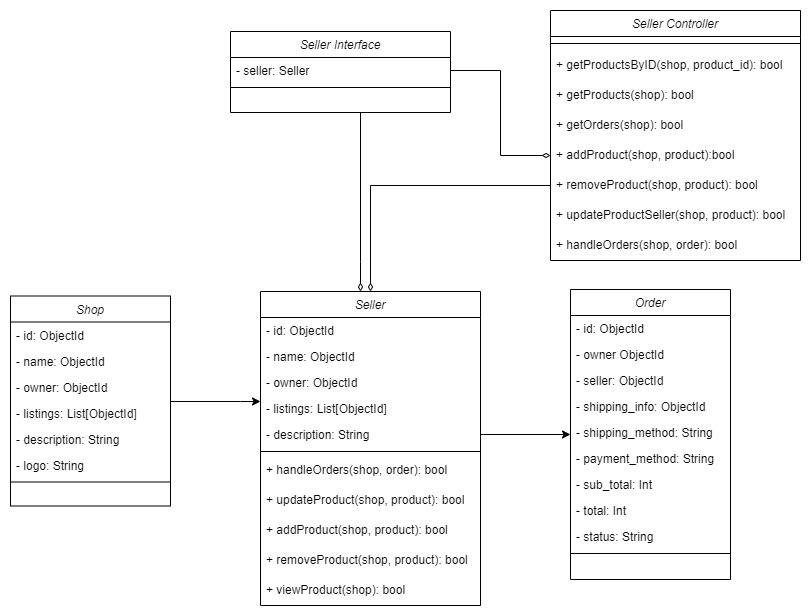 Seller Interface
- seller: Seller
Seller Controller
+ getProductsByID(shop, product_id): bool
+ getProducts(shop): bool
+ getOrders(shop): bool
+ addProduct(shop, product):bool
+ removeProduct(shop, product): bool
+ updateProductSeller(shop, product): bool
+ handleOrders(shop, order): bool
Shop
- id: ObjectId
- name: ObjectId
- owner: ObjectId
- listings: List[ObjectId]
- description: String
- logo: String
Seller
- id: ObjectId
- name: ObjectId
- owner: ObjectId
- listings: List[ObjectId]
- description: String
+ handleOrders(shop, order): bool
+ updateProduct(shop, product): bool
+ addProduct(shop, product): bool
+ removeProduct(shop, product): bool
+ viewProduct(shop): bool
Order
- id: ObjectId
- owner ObjectId
- seller: ObjectId
- shipping_info: ObjectId
- shipping_method: String
- payment_method: String
- sub_total: Int
- total: Int
- status: String